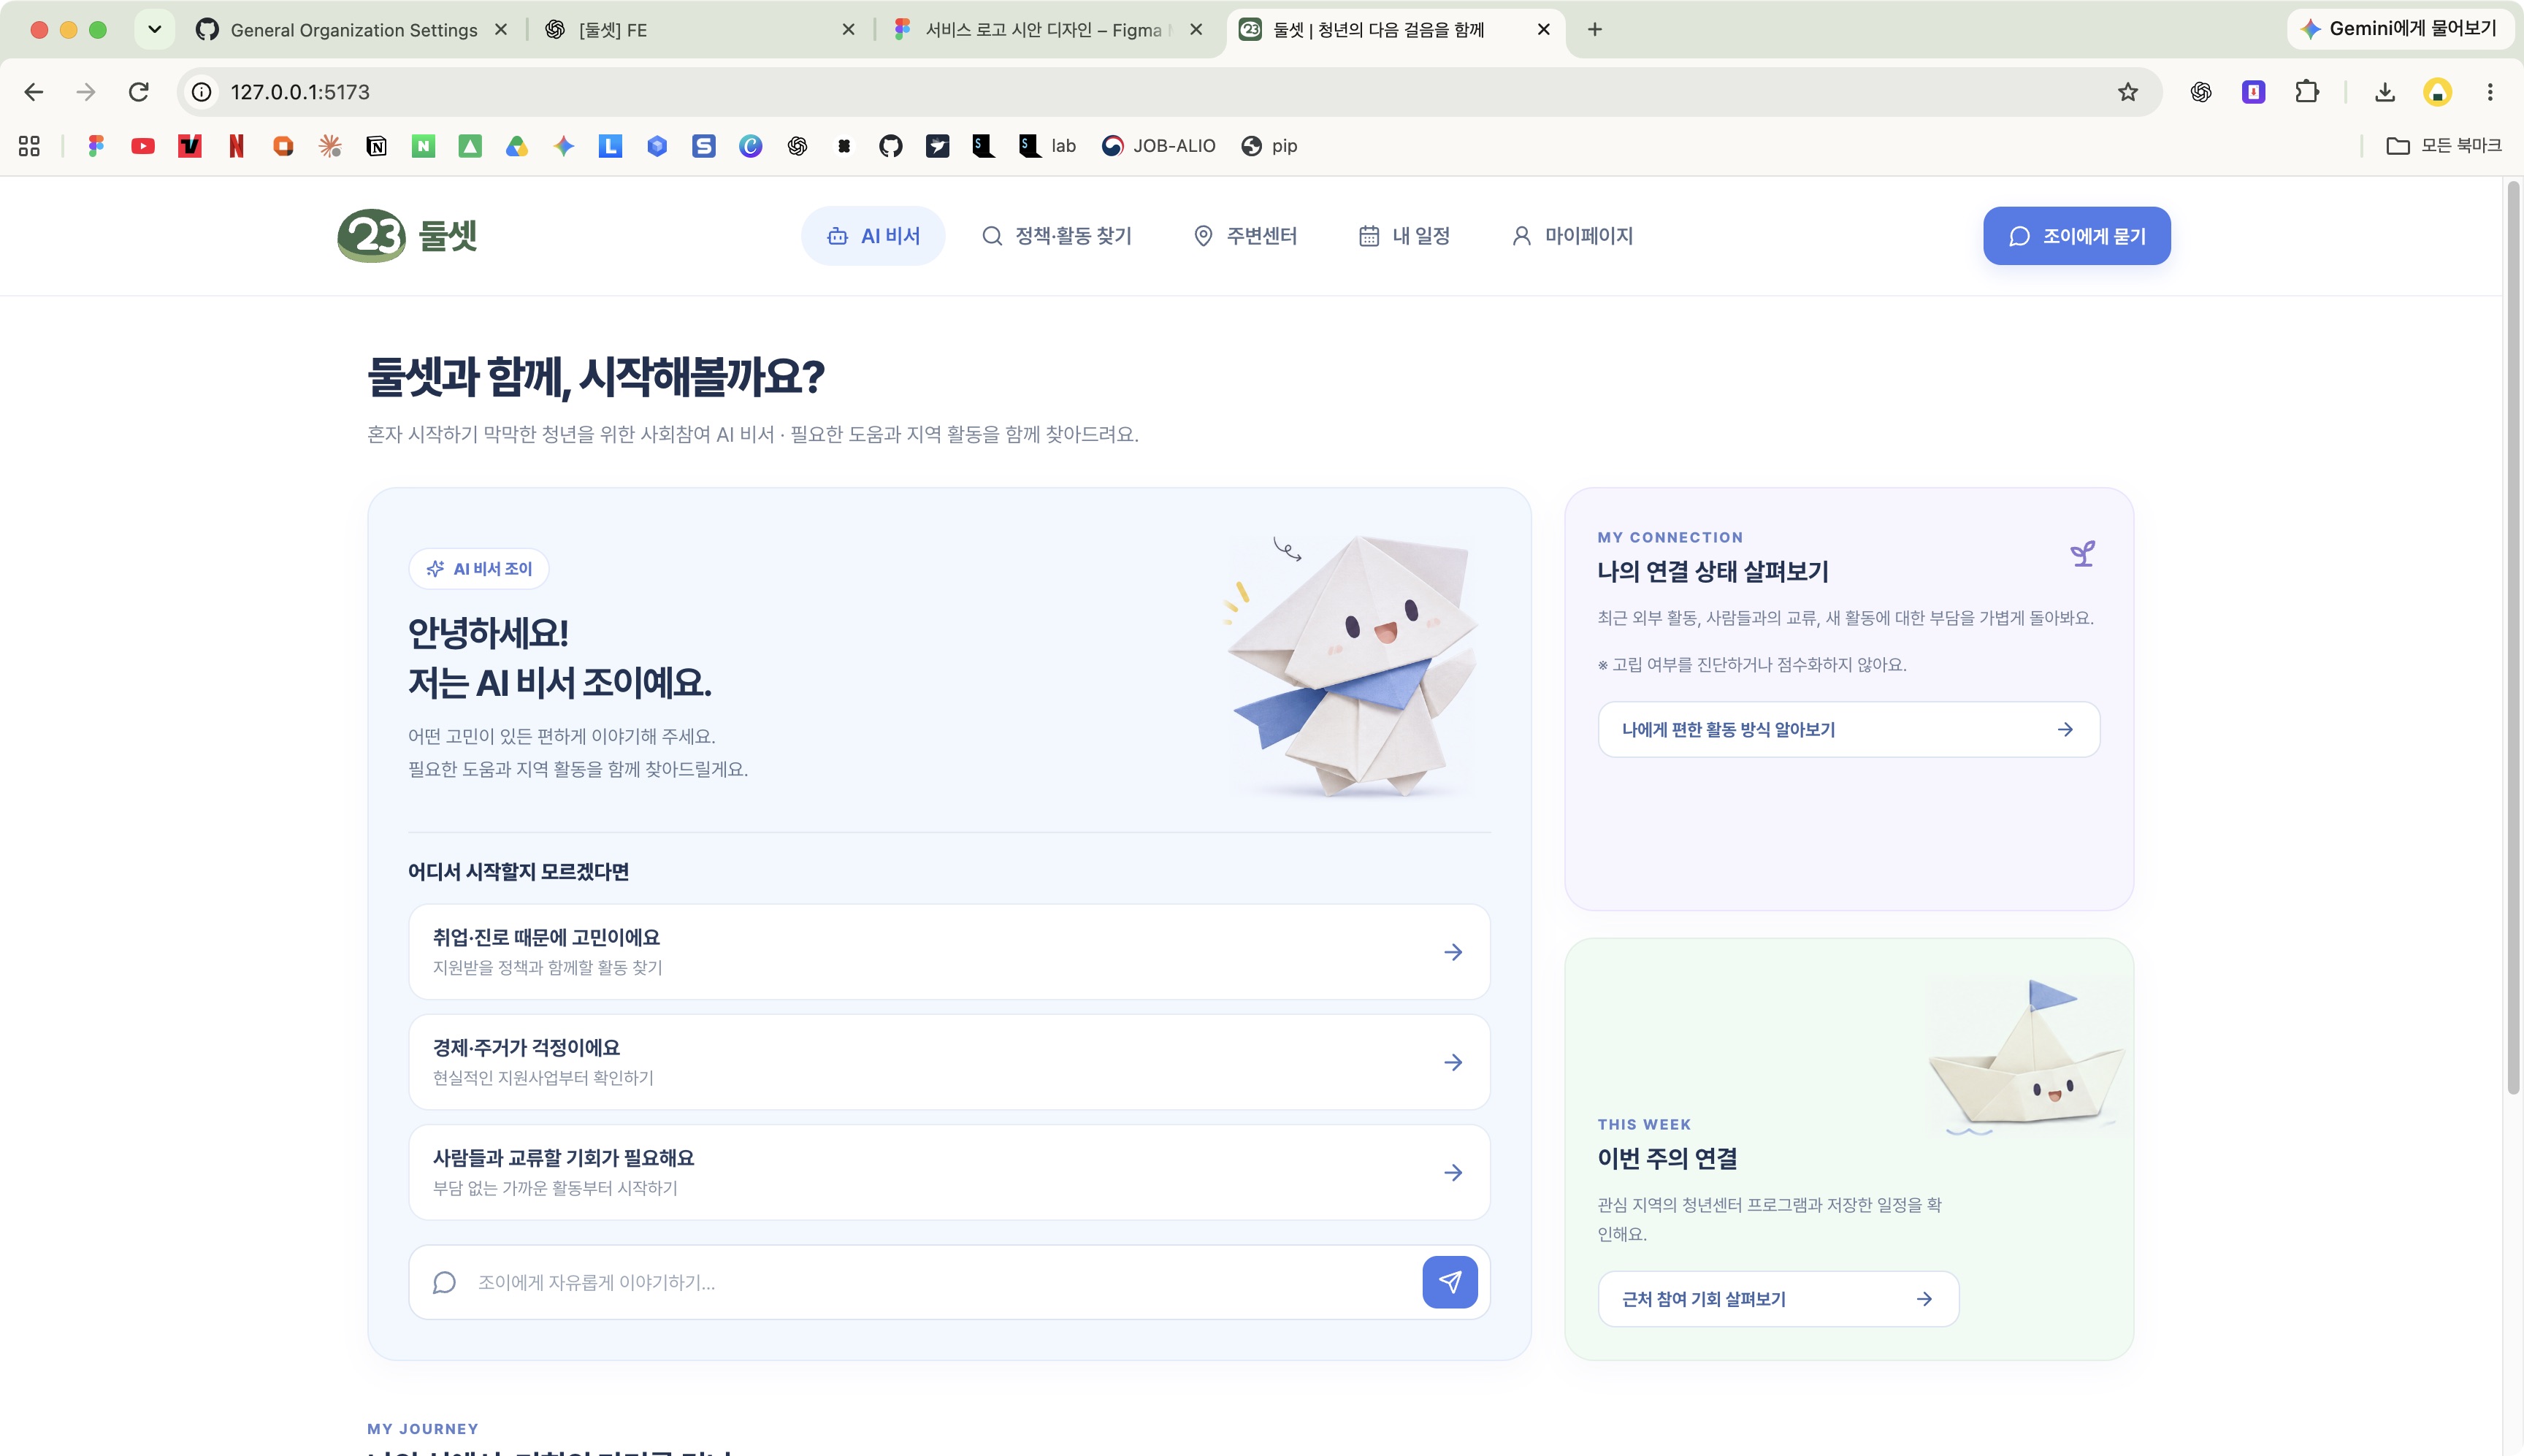 General Organization Settings
[둘셋] FE
서비스 로고 시안 디자인 – Figma
둘셋 | 청년의 다음 걸음을 함께
Gemini에게 물어보기
127.0.0.1:5173
lab
JOB-ALIO
pip
모든 북마크
23 둘셋
AI 비서
정책·활동 찾기
주변센터
내 일정
마이페이지
조이에게 묻기
둘셋과 함께, 시작해볼까요?
혼자 시작하기 막막한 청년을 위한 사회참여 AI 비서 · 필요한 도움과 지역 활동을 함께 찾아드려요.
AI 비서 조이
안녕하세요!
저는 AI 비서 조이예요.
어떤 고민이 있든 편하게 이야기해 주세요.
필요한 도움과 지역 활동을 함께 찾아드릴게요.
어디서 시작할지 모르겠다면
취업·진로 때문에 고민이에요
지원받을 정책과 함께할 활동 찾기
경제·주거가 걱정이에요
현실적인 지원사업부터 확인하기
사람들과 교류할 기회가 필요해요
부담 없는 가까운 활동부터 시작하기
조이에게 자유롭게 이야기하기...
MY CONNECTION
나의 연결 상태 살펴보기
최근 외부 활동, 사람들과의 교류, 새 활동에 대한 부담을 가볍게 돌아봐요.
※ 고립 여부를 진단하거나 점수화하지 않아요.
나에게 편한 활동 방식 알아보기
THIS WEEK
이번 주의 연결
관심 지역의 청년센터 프로그램과 저장한 일정을 확
인해요.
근처 참여 기회 살펴보기
MY JOURNEY